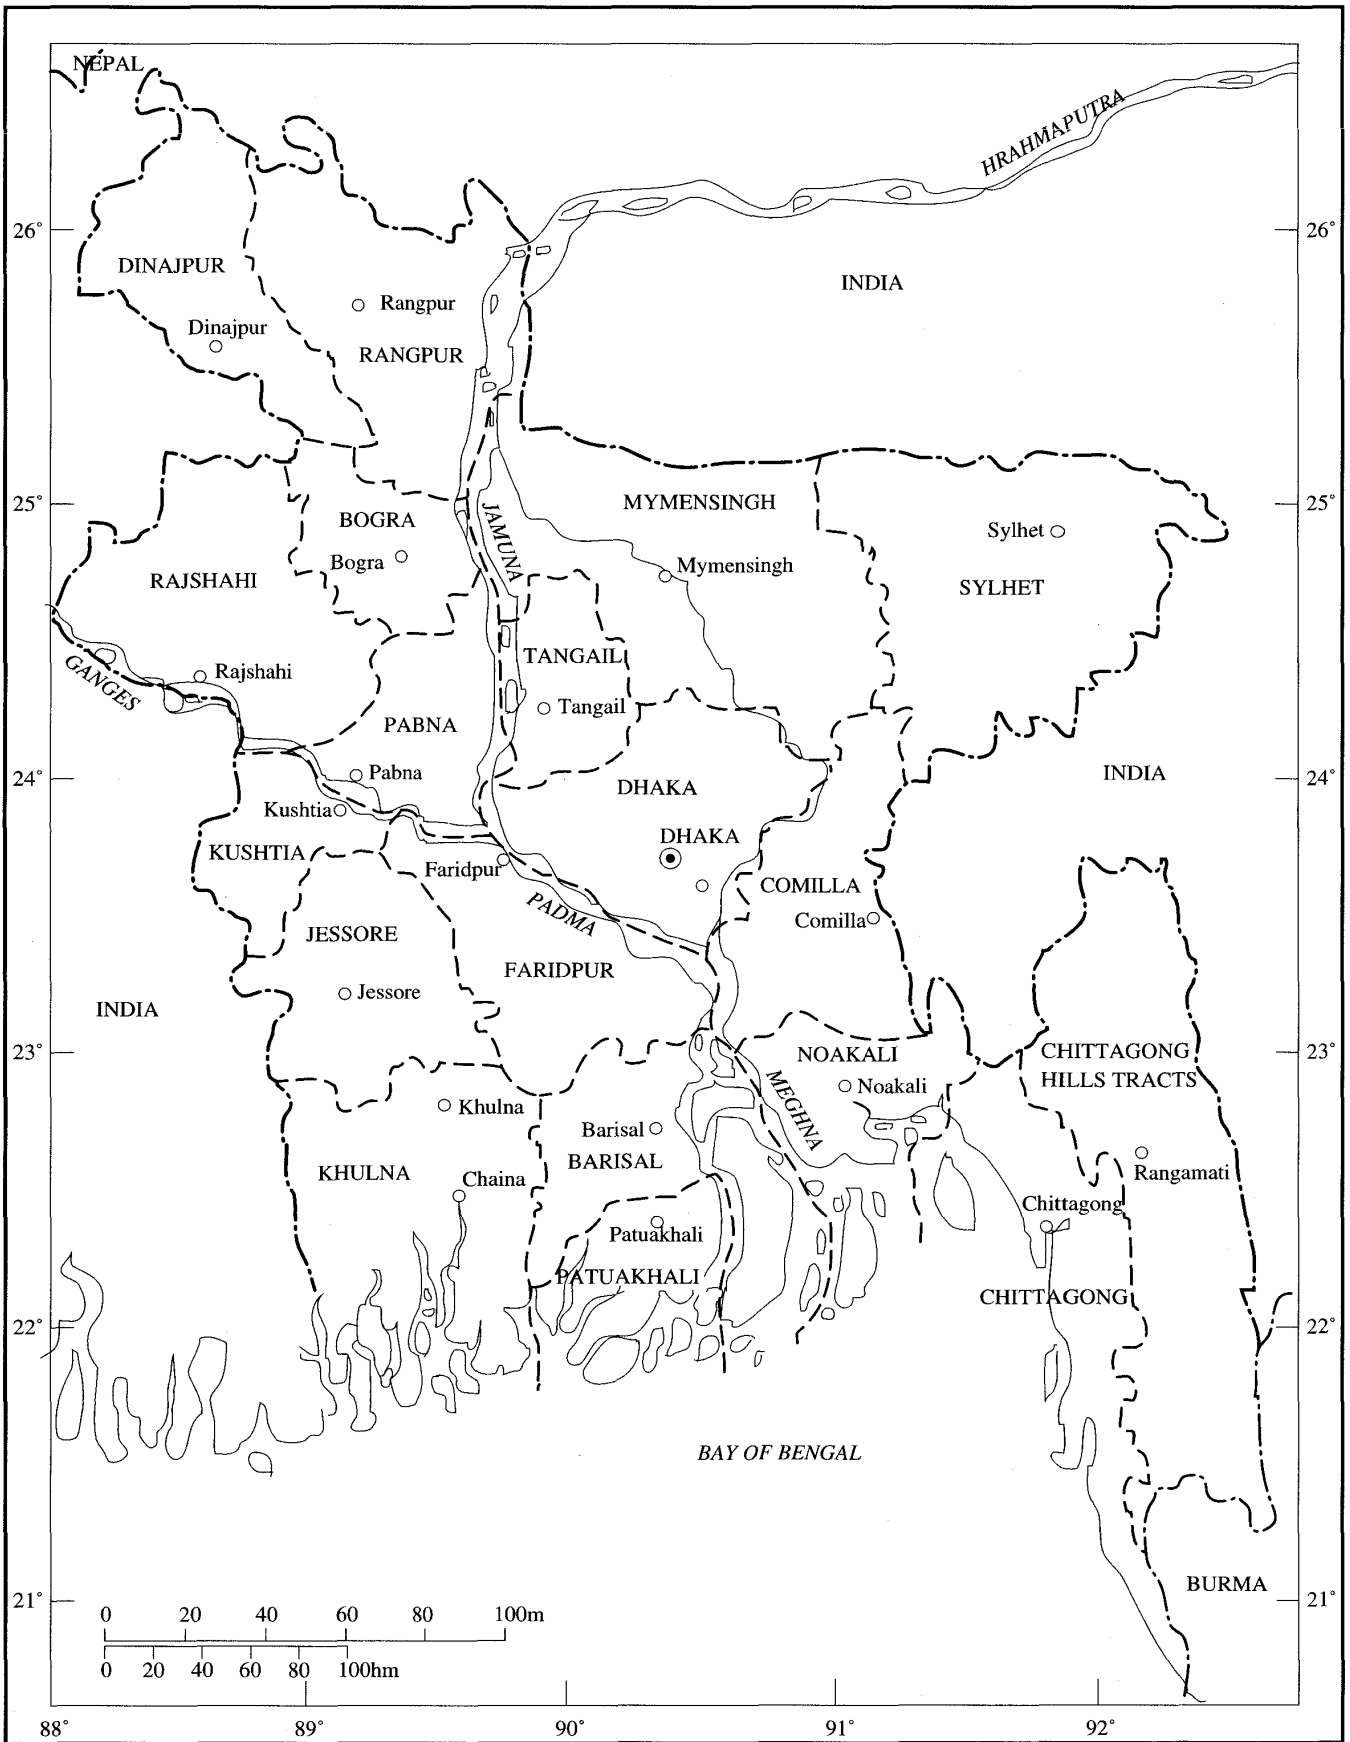 NEPAL
HRAHMAPUTRA
26° 26°
DINAJPUR
INDIA
Rangpur
Dinajpur
RANGPUR
25° 25°
MYMENSINGH
BOGRA
JAMUNA
Sylhet
Bogra
Mymensingh
RAJSHAHI
SYLHET
TANGAIL
GANGES
Rajshahi
Tangail
PABNA
24° 24°
Pabna
INDIA
DHAKA
Kushtia
DHAKA
KUSHTIA
Faridpur
COMILLA
PADMA
Comilla
JESSORE
FARIDPUR
Jessore
INDIA
23° 23°
NOAKALI
CHITTAGONG
HILLS TRACTS
Noakali
MEGHNA
Khulna
Barisal
BARISAL
KHULNA
Chaina
Rangamati
Chittagong
Patuakhali
PATUAKHALI
CHITTAGONG
22° 22°
BAY OF BENGAL
BURMA
21° 21°
0 20 40 60 80 100m
0 20 40 60 80 100hm
88° 89° 90° 91° 92°